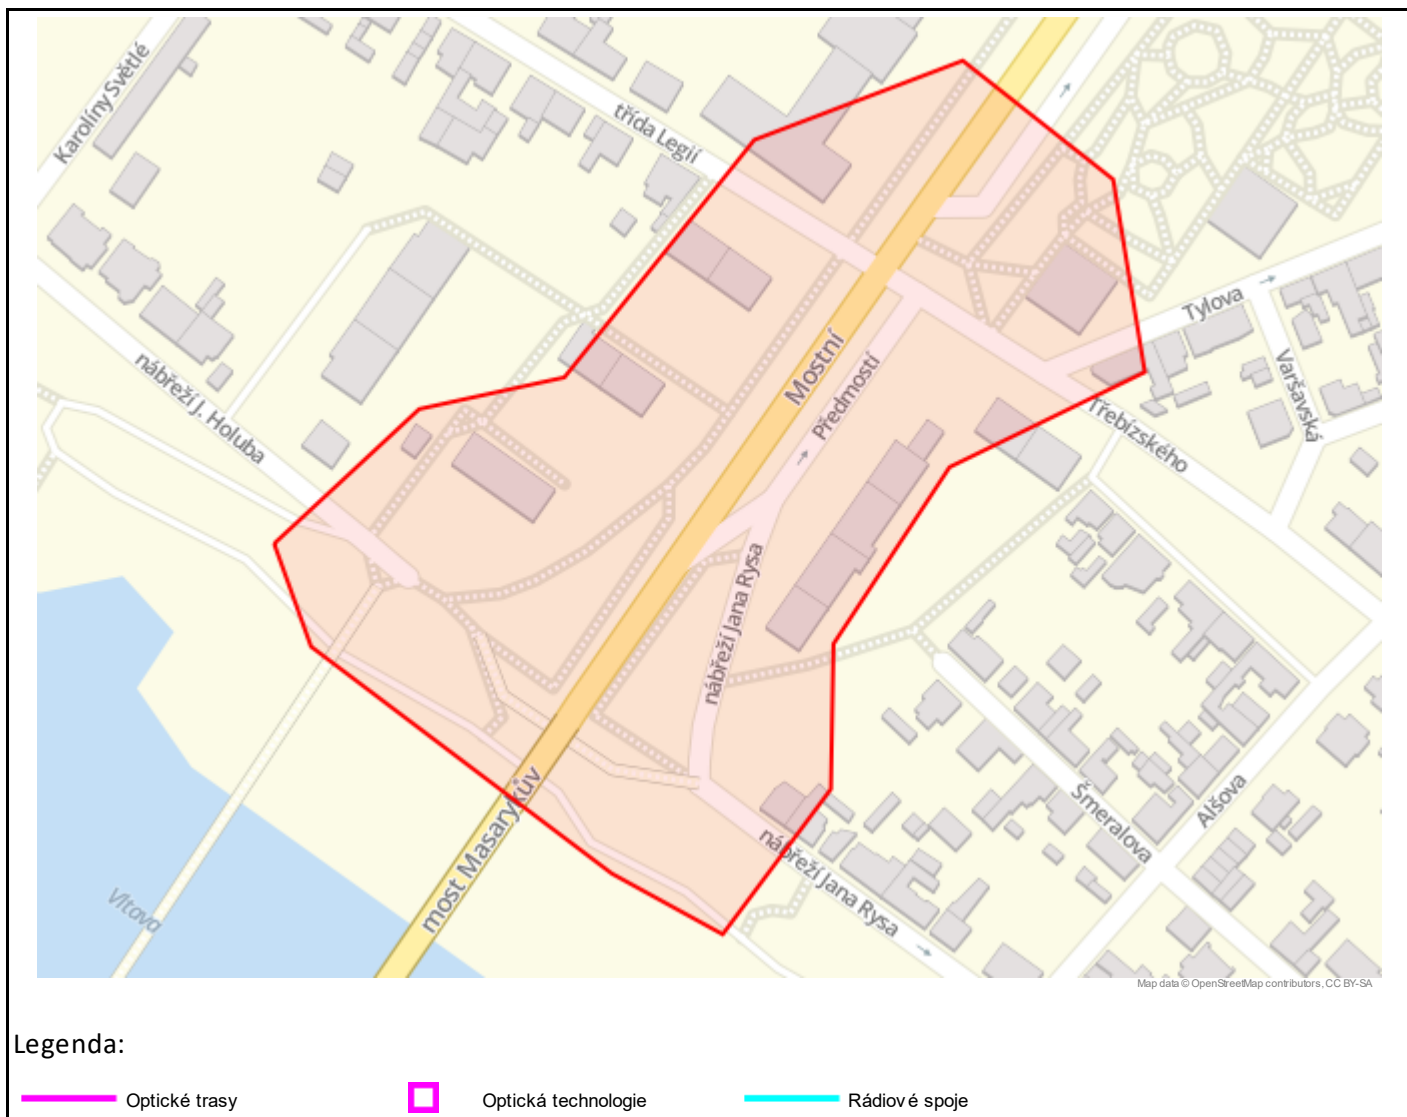 Karolíny Světlé
třída Legií
Tylova
Varšavská
Mostní
Předmostí
nábřeží J. Holuba
Třebízského
nábřeží Jana Rysa
Šmeralova
Alšova
most Masarykův
nábřeží Jana Rysa
Vltava
Map data © OpenStreetMap contributors, CC BY-SA
Legenda:
Optické trasy Optická technologie Rádiové spoje